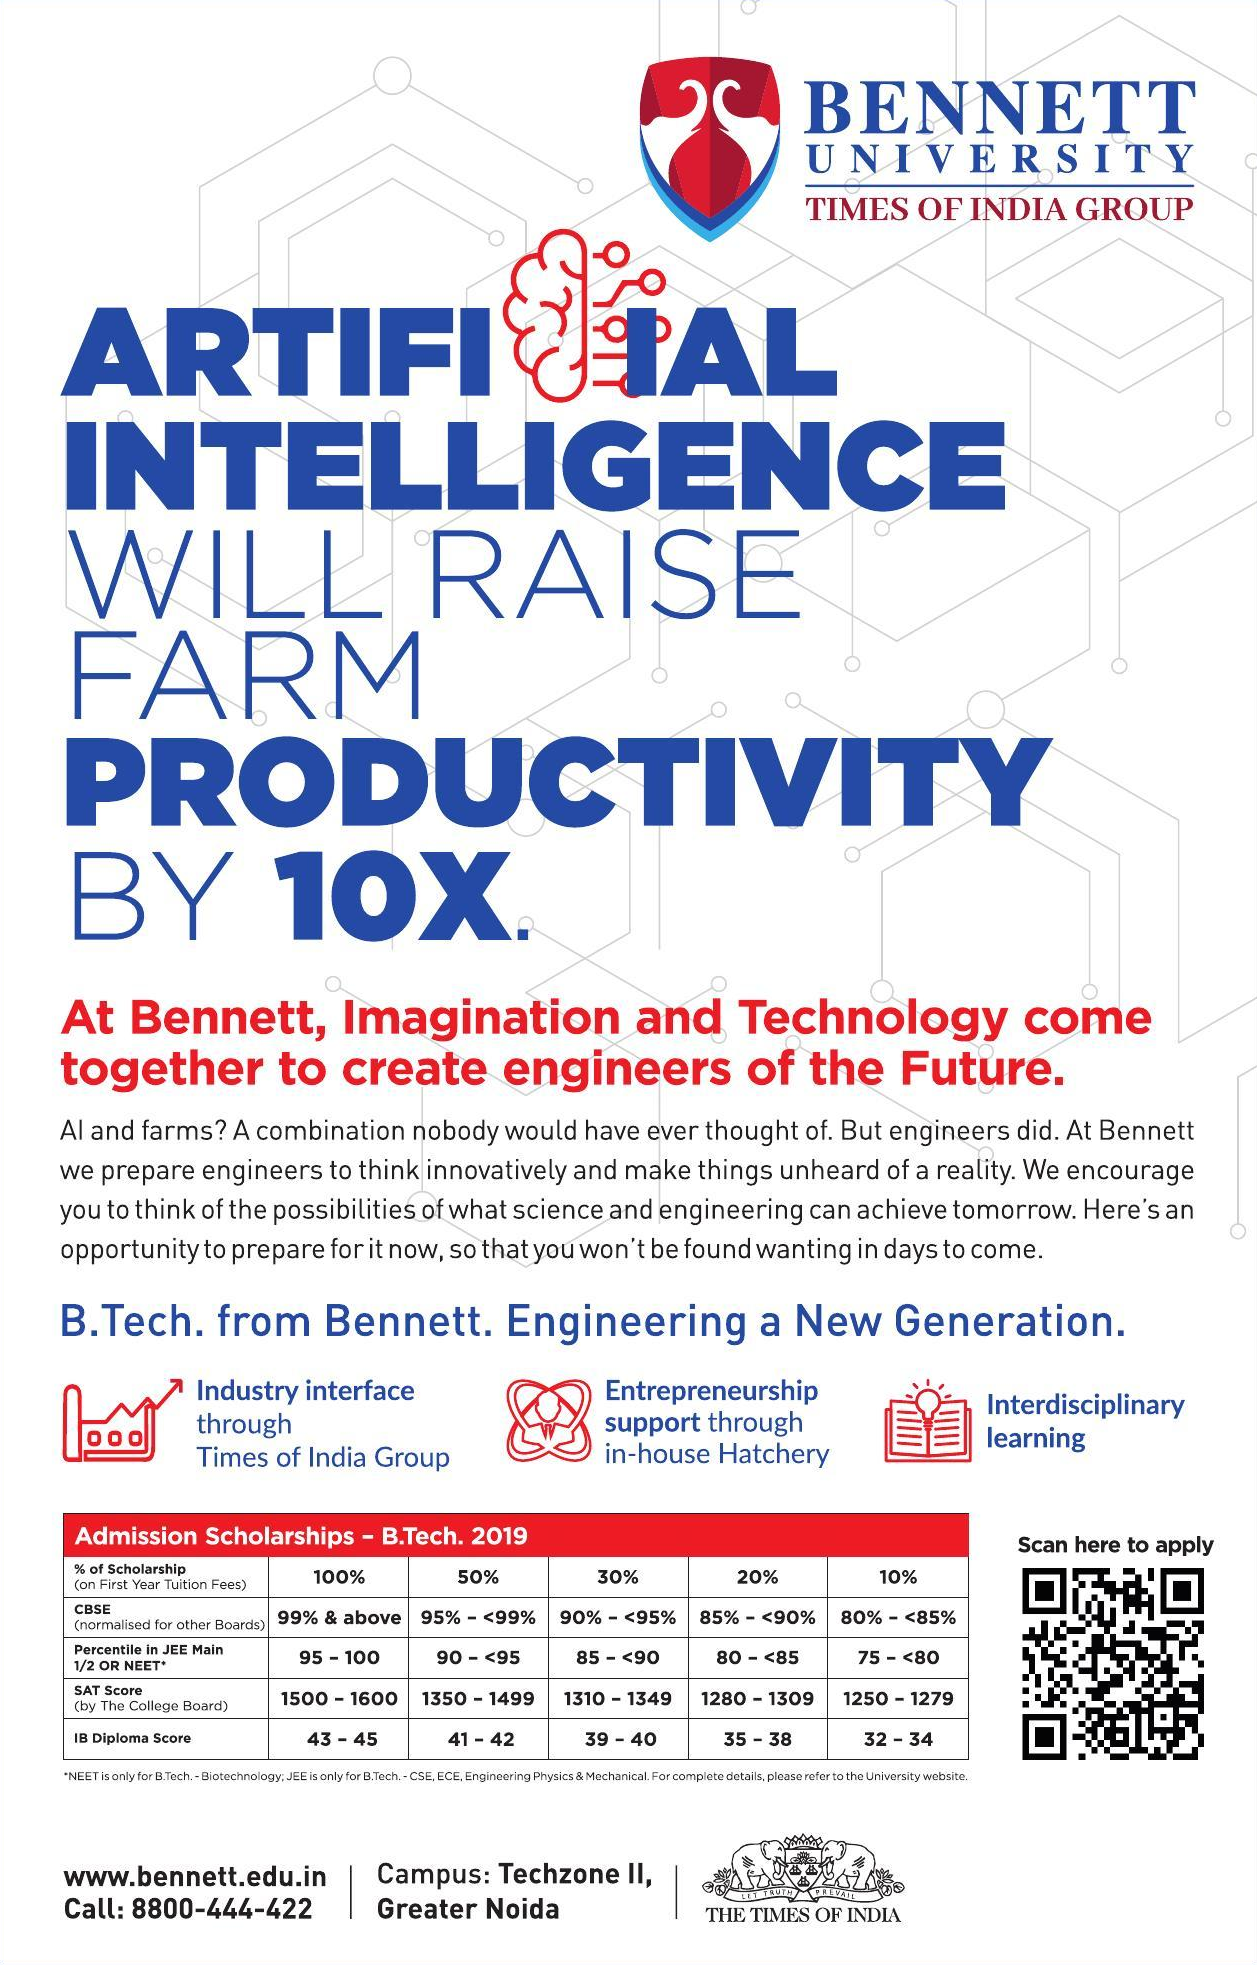 BENNETT
UNIVERSITY
TIMES OF INDIA GROUP
ARTIFI IAL
INTELLIGENCE
WILL RAISE
FARM
PRODUCTIVITY
BY 10X.
At Bennett, Imagination and Technology come
together to create engineers of the Future.
AI and farms? A combination nobody would have ever thought of. But engineers did. At Bennett
we prepare engineers to think innovatively and make things unheard of a reality. We encourage
you to think of the possibilities of what science and engineering can achieve tomorrow. Here's an
opportunity to prepare for it now, so that you won't be found wanting in days to come.
B.Tech. from Bennett. Engineering a New Generation.
Industry interface
through
Times of India Group
Entrepreneurship
support through
in-house Hatchery
Interdisciplinary
learning
Admission Scholarships – B.Tech. 2019
% of Scholarship
(on First Year Tuition Fees) 100% 50% 30% 20% 10%
CBSE
(normalised for other Boards) 99% & above 95% - <99% 90% - <95% 85% - <90% 80% - <85%
Percentile in JEE Main
1/2 OR NEET* 95 - 100 90 - <95 85 - <90 80 - <85 75 - <80
SAT Score
(by The College Board) 1500 - 1600 1350 - 1499 1310 - 1349 1280 - 1309 1250 - 1279
IB Diploma Score 43 - 45 41 - 42 39 - 40 35 - 38 32 - 34
*NEET is only for B.Tech. - Biotechnology; JEE is only for B.Tech. - CSE, ECE, Engineering Physics & Mechanical. For complete details, please refer to the University website.
Scan here to apply
www.bennett.edu.in
Call: 8800-444-422
Campus: Techzone II,
Greater Noida
LET TRUTH PREVAIL
THE TIMES OF INDIA